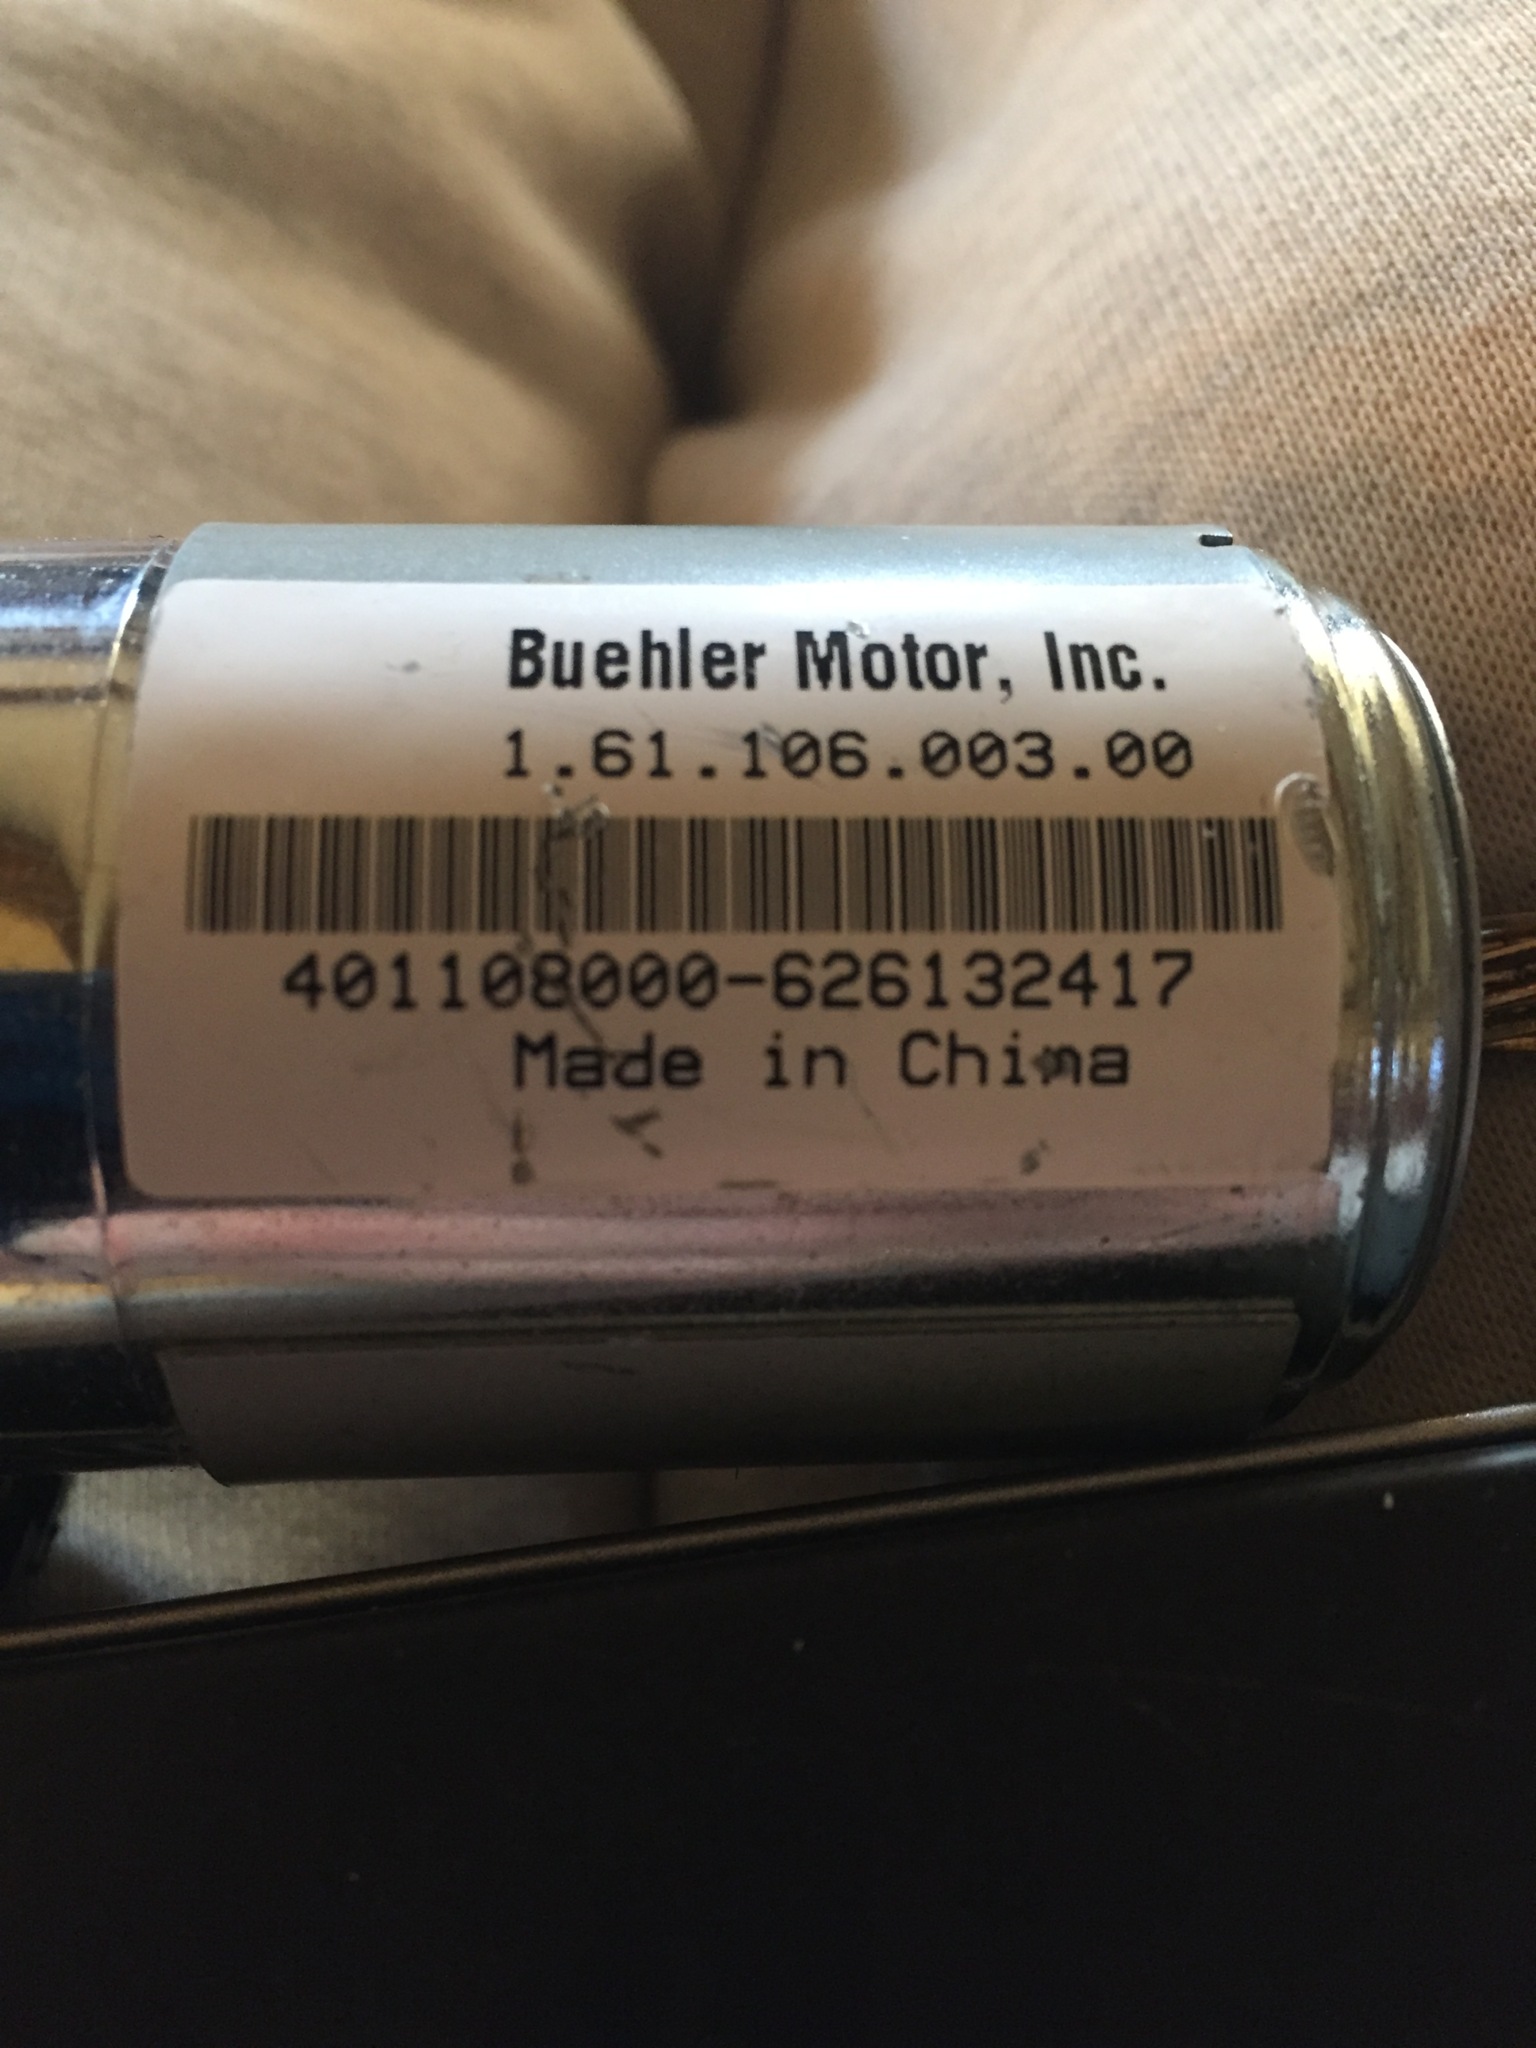 Buehler Motor, Inc.
1.61.106.003.00
401108000-626132417
Made in China